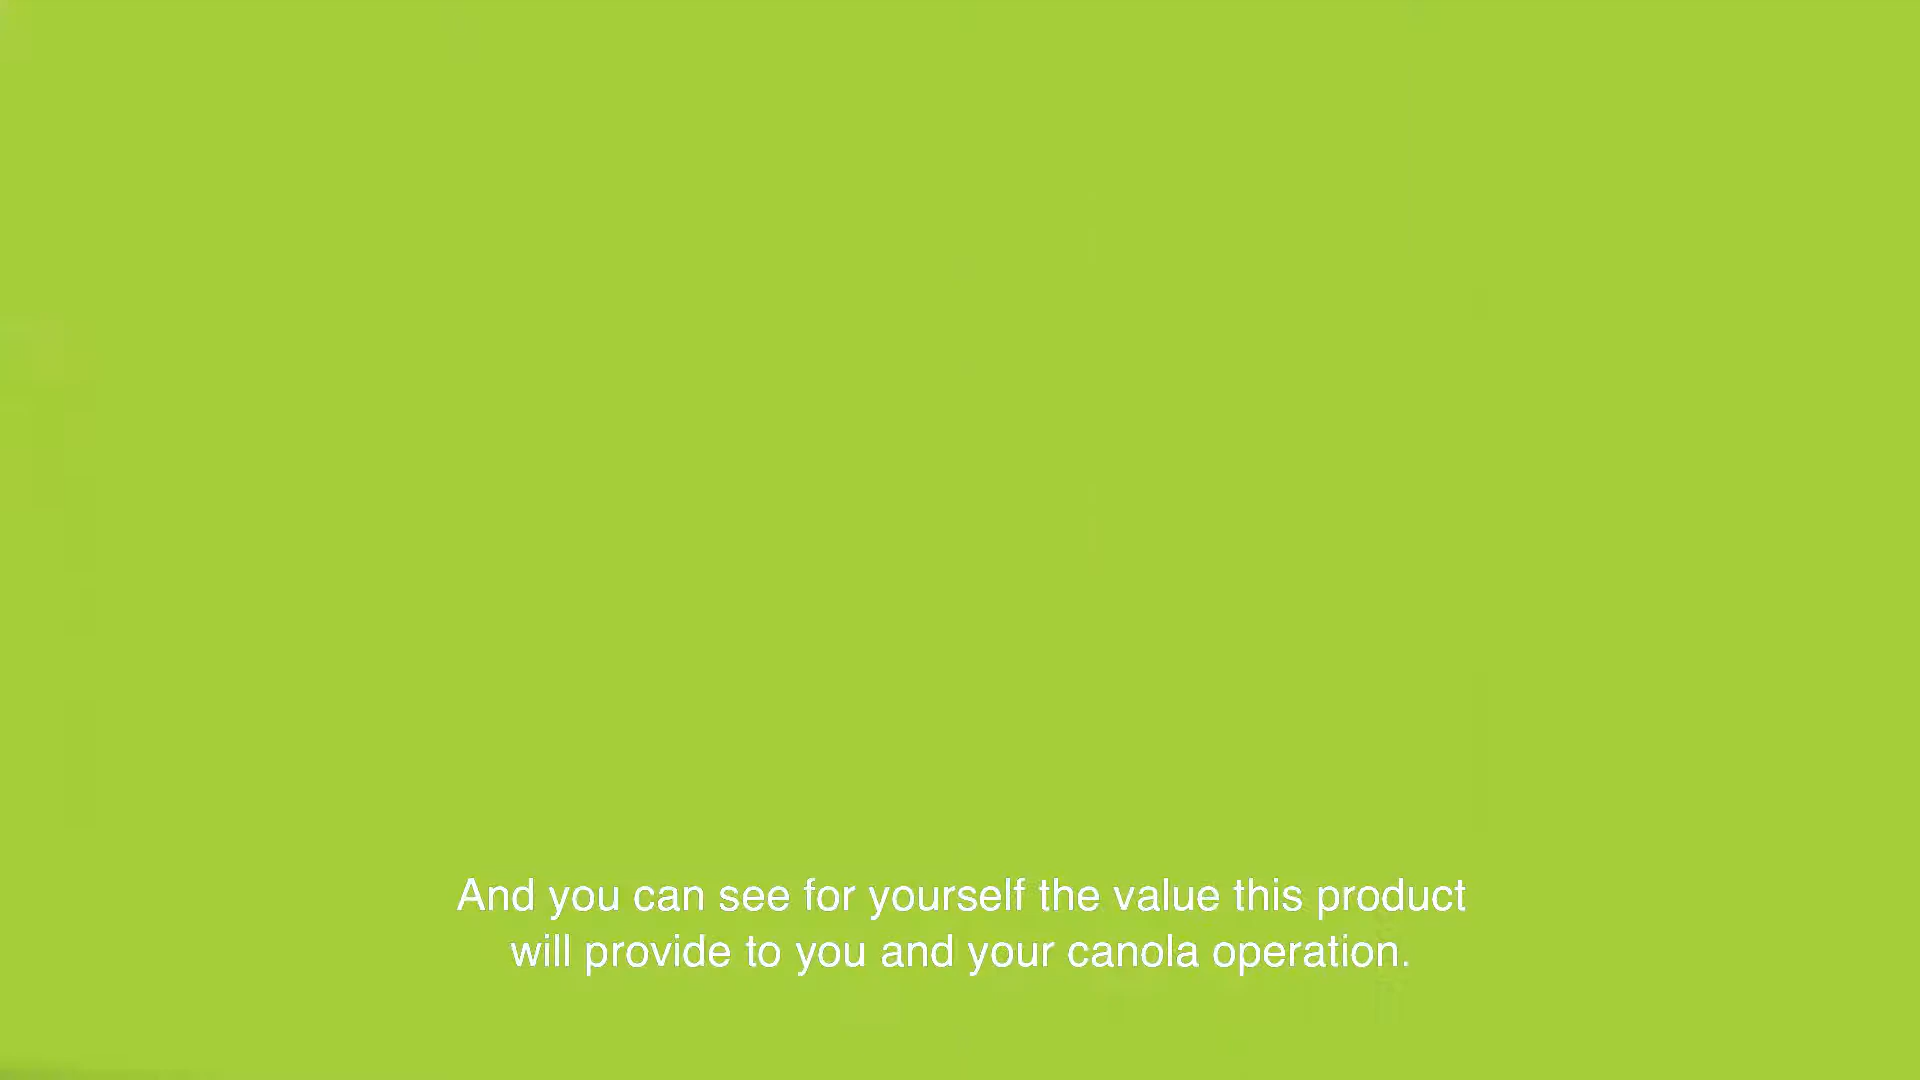 And you can see for yourself the value this product
will provide to you and your canola operation.